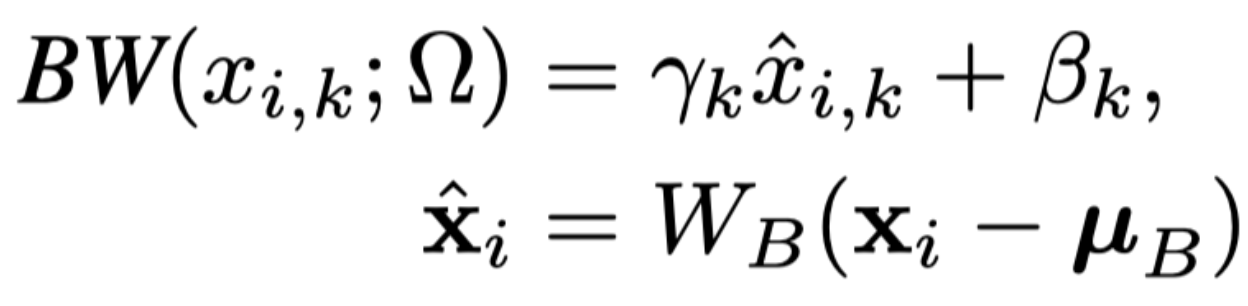 BW(x_{i,k}; Ω) = γ_k x̂_{i,k} + β_k,
x̂_i = W_B(x_i − μ_B)